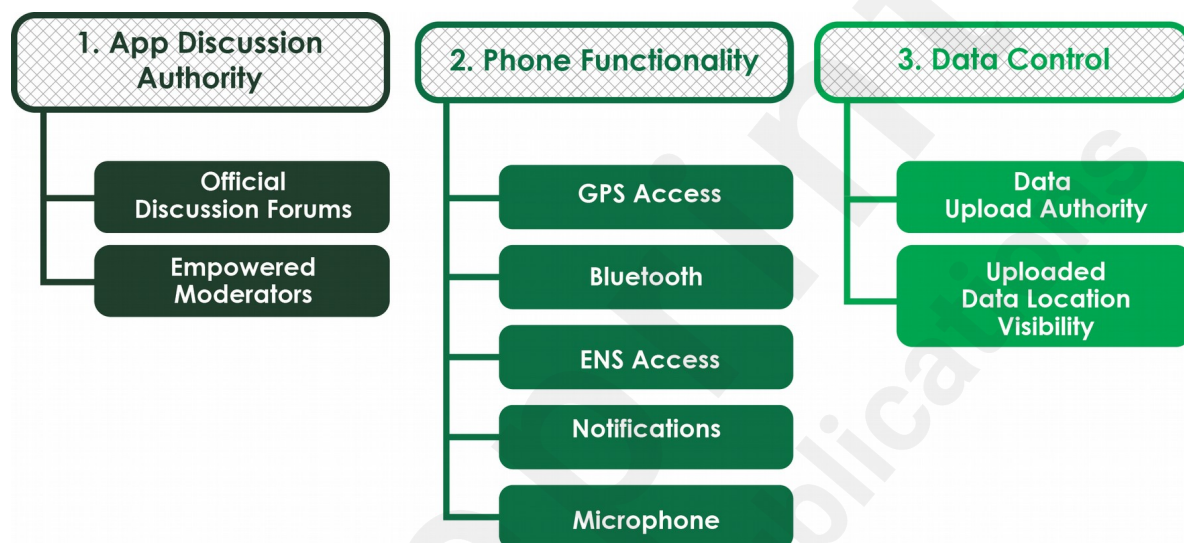 1. App Discussion
Authority
Official
Discussion Forums
Empowered
Moderators
2. Phone Functionality
GPS Access
Bluetooth
ENS Access
Notifications
Microphone
3. Data Control
Data
Upload Authority
Uploaded
Data Location
Visibility